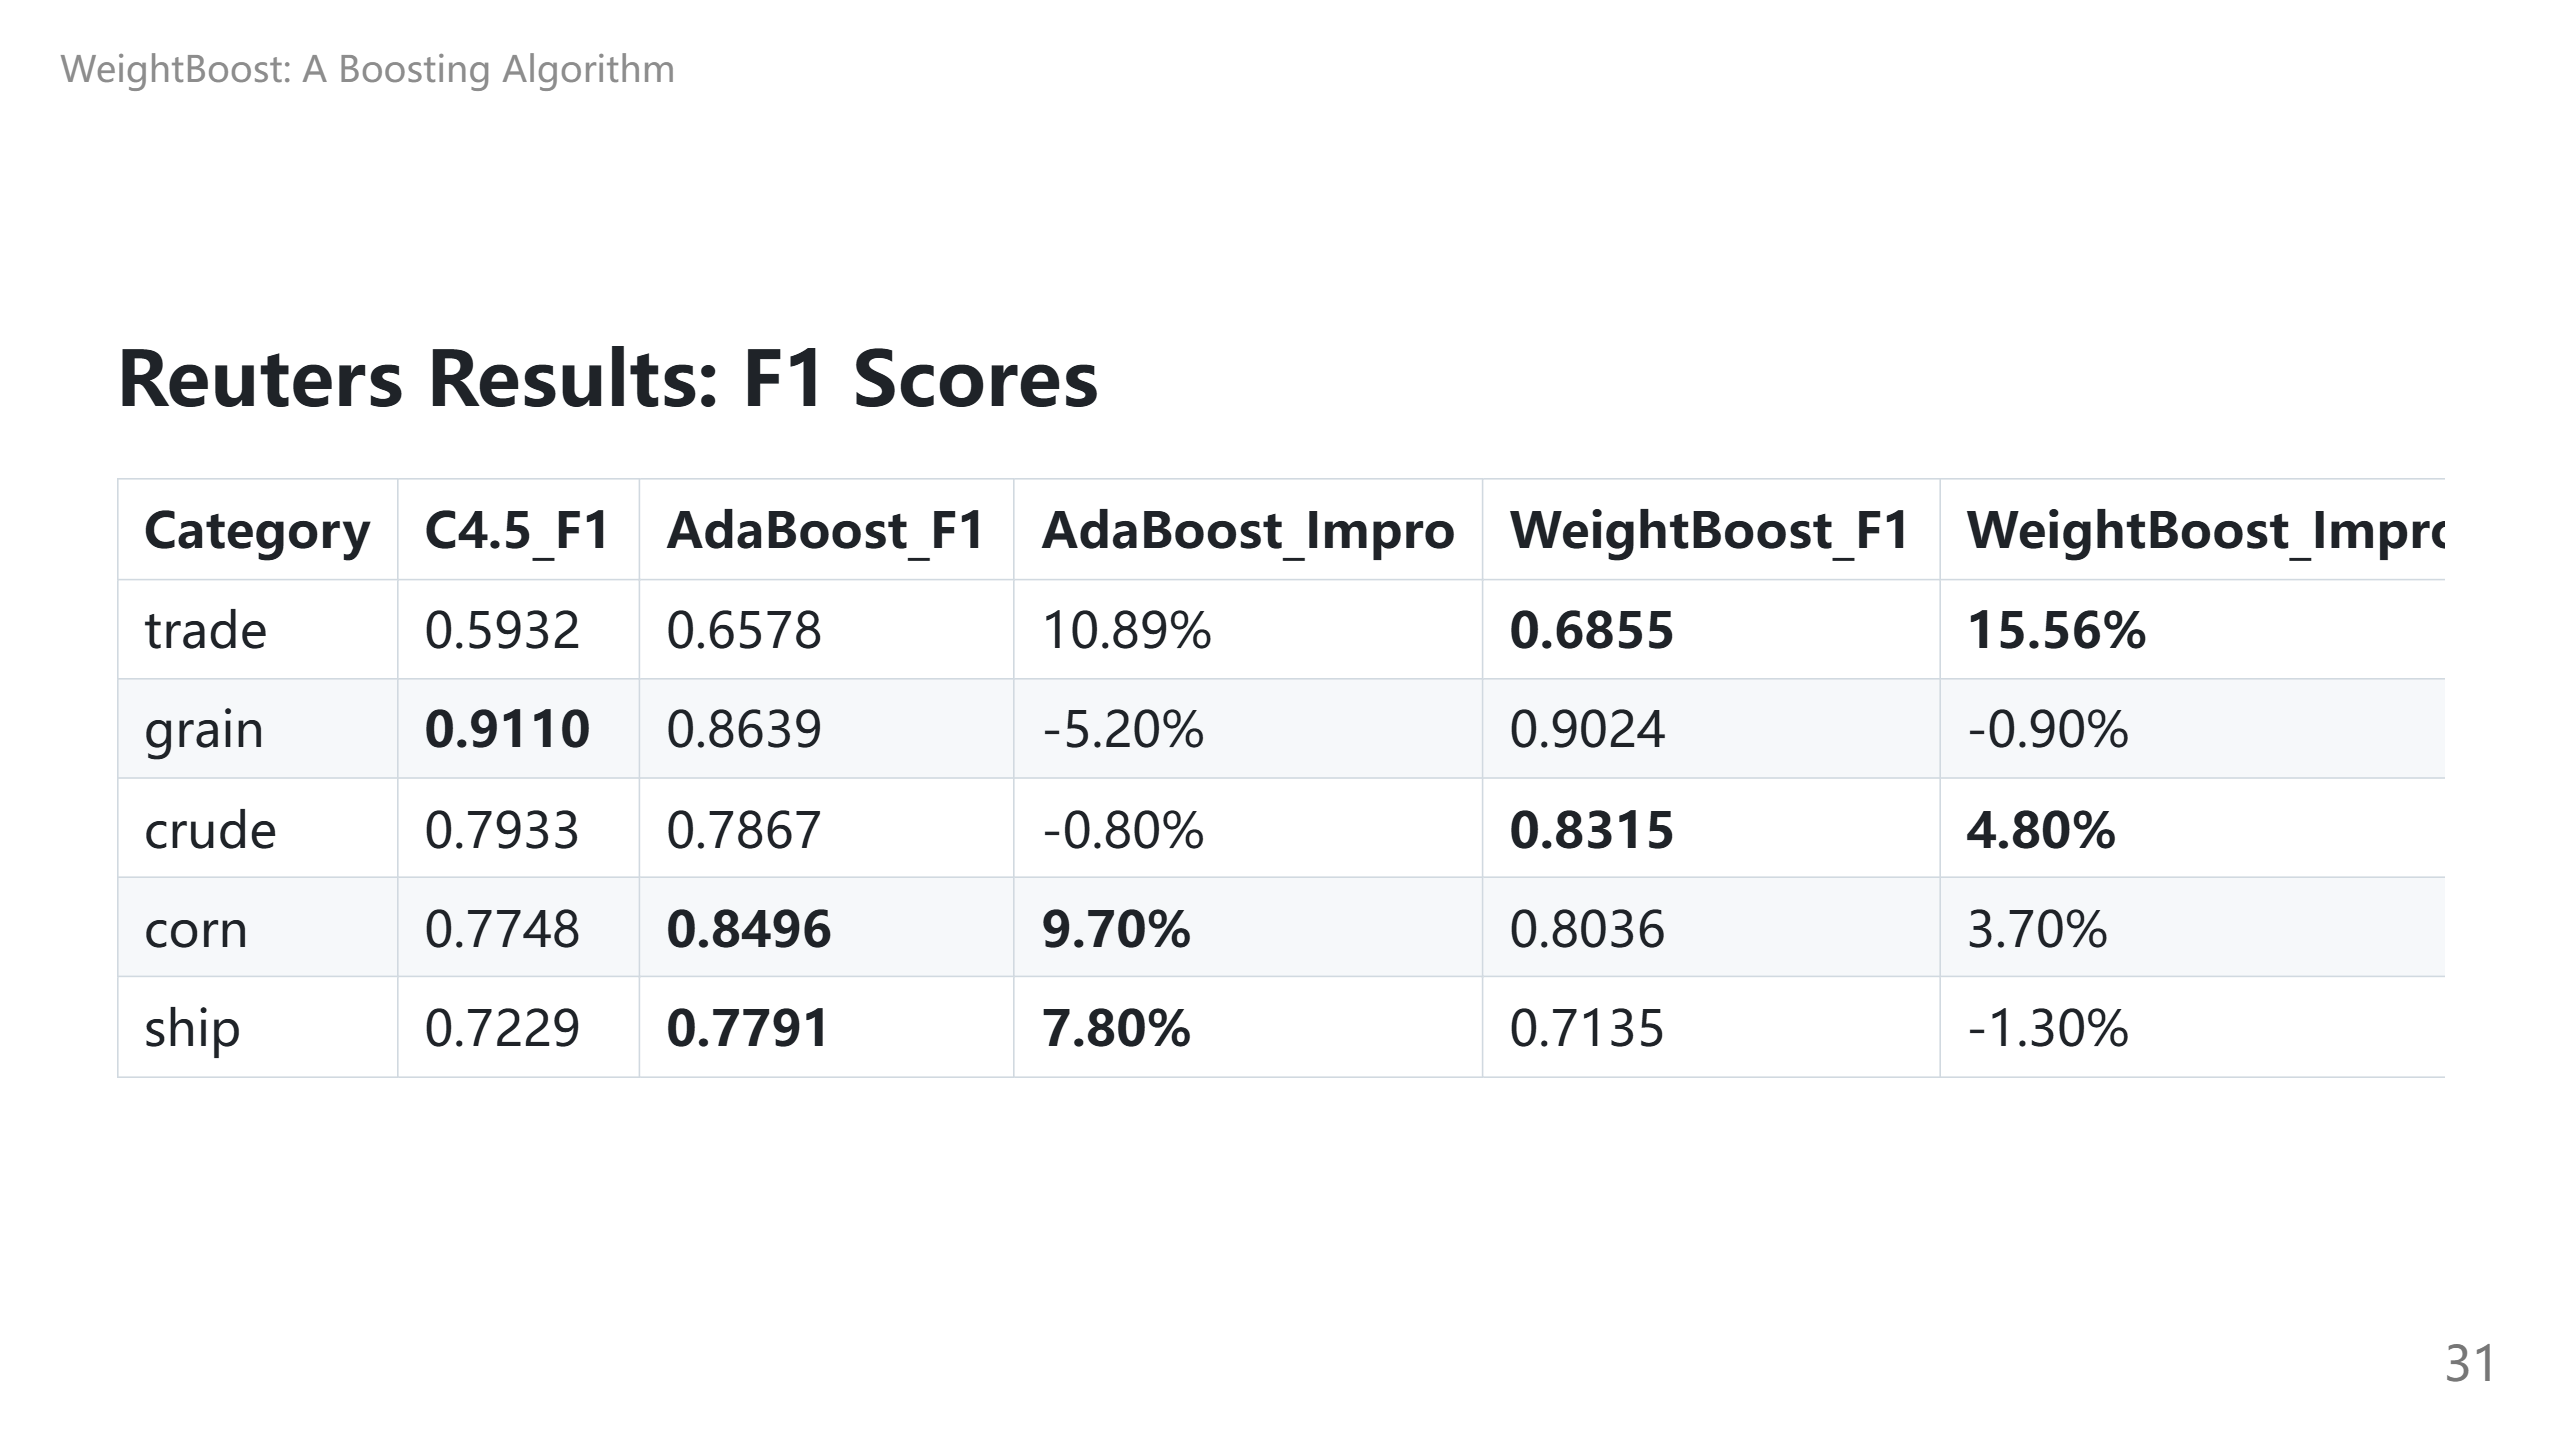 WeightBoost: A Boosting Algorithm
Reuters Results: F1 Scores
Category C4.5_F1 AdaBoost_F1 AdaBoost_Impro WeightBoost_F1 WeightBoost_Impro
trade 0.5932 0.6578 10.89% 0.6855 15.56%
grain 0.9110 0.8639 -5.20% 0.9024 -0.90%
crude 0.7933 0.7867 -0.80% 0.8315 4.80%
corn 0.7748 0.8496 9.70% 0.8036 3.70%
ship 0.7229 0.7791 7.80% 0.7135 -1.30%
31